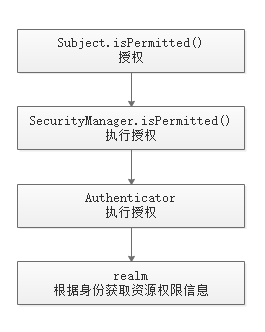 Subject.isPermitted()
授权
SecurityManager.isPermitted()
执行授权
Authenticator
执行授权
realm
根据身份获取资源权限信息